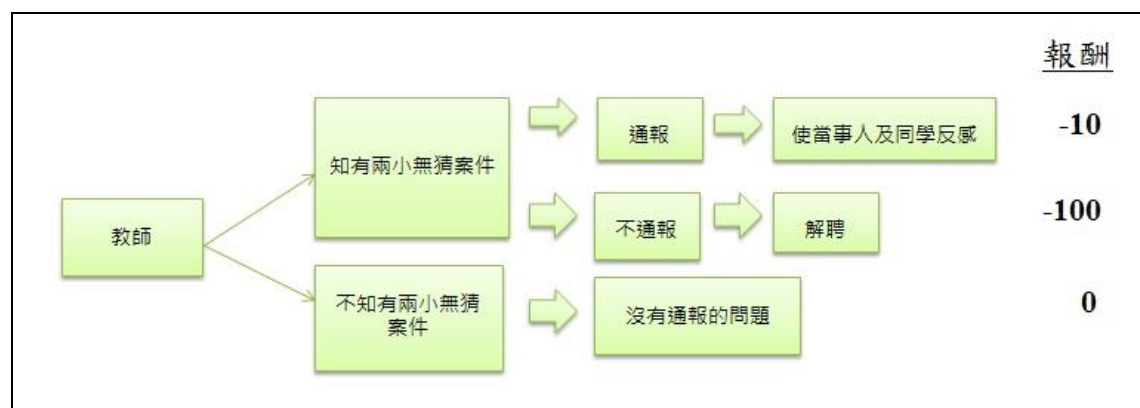 報酬
教師
知有兩小無猜案件
通報
使當事人及同學反感
-10
不通報
解聘
-100
不知有兩小無猜
案件
沒有通報的問題
0